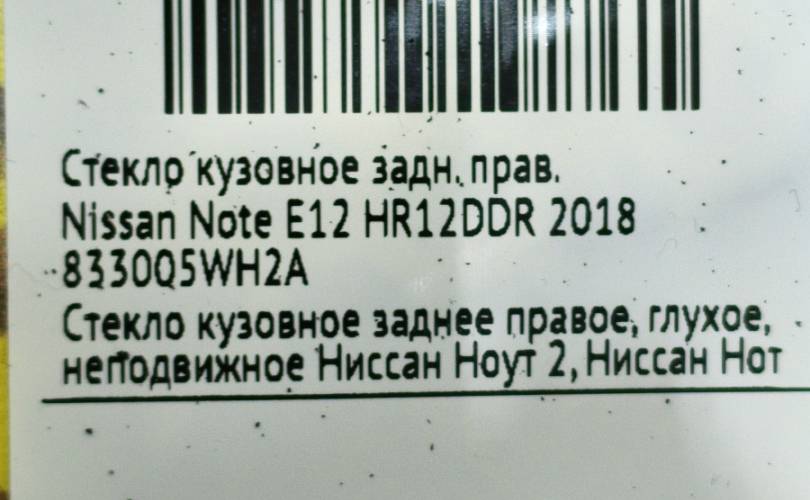 Стекло кузовное задн. прав.
Nissan Note E12 HR12DDR 2018
8330Q5WH2A
Стекло кузовное заднее правое, глухое,
неподвижное Ниссан Ноут 2, Ниссан Нот